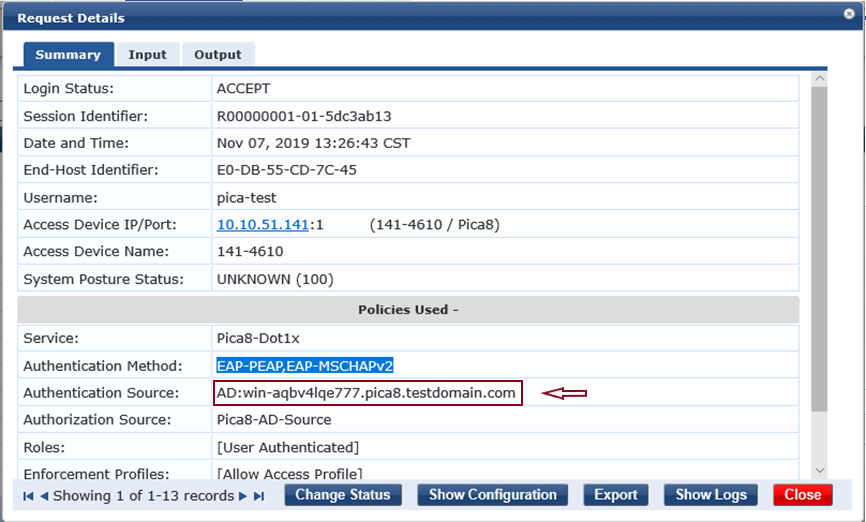 Request Details
Summary Input Output
Login Status: ACCEPT
Session Identifier: R00000001-01-5dc3ab13
Date and Time: Nov 07, 2019 13:26:43 CST
End-Host Identifier: E0-DB-55-CD-7C-45
Username: pica-test
Access Device IP/Port: 10.10.51.141:1 (141-4610 / Pica8)
Access Device Name: 141-4610
System Posture Status: UNKNOWN (100)
Policies Used -
Service: Pica8-Dot1x
Authentication Method: EAP-PEAP,EAP-MSCHAPv2
Authentication Source: AD:win-aqbv4lqe777.pica8.testdomain.com
Authorization Source: Pica8-AD-Source
Roles: [User Authenticated]
Enforcement Profiles: [Allow Access Profile]
Showing 1 of 1-13 records Change Status Show Configuration Export Show Logs Close